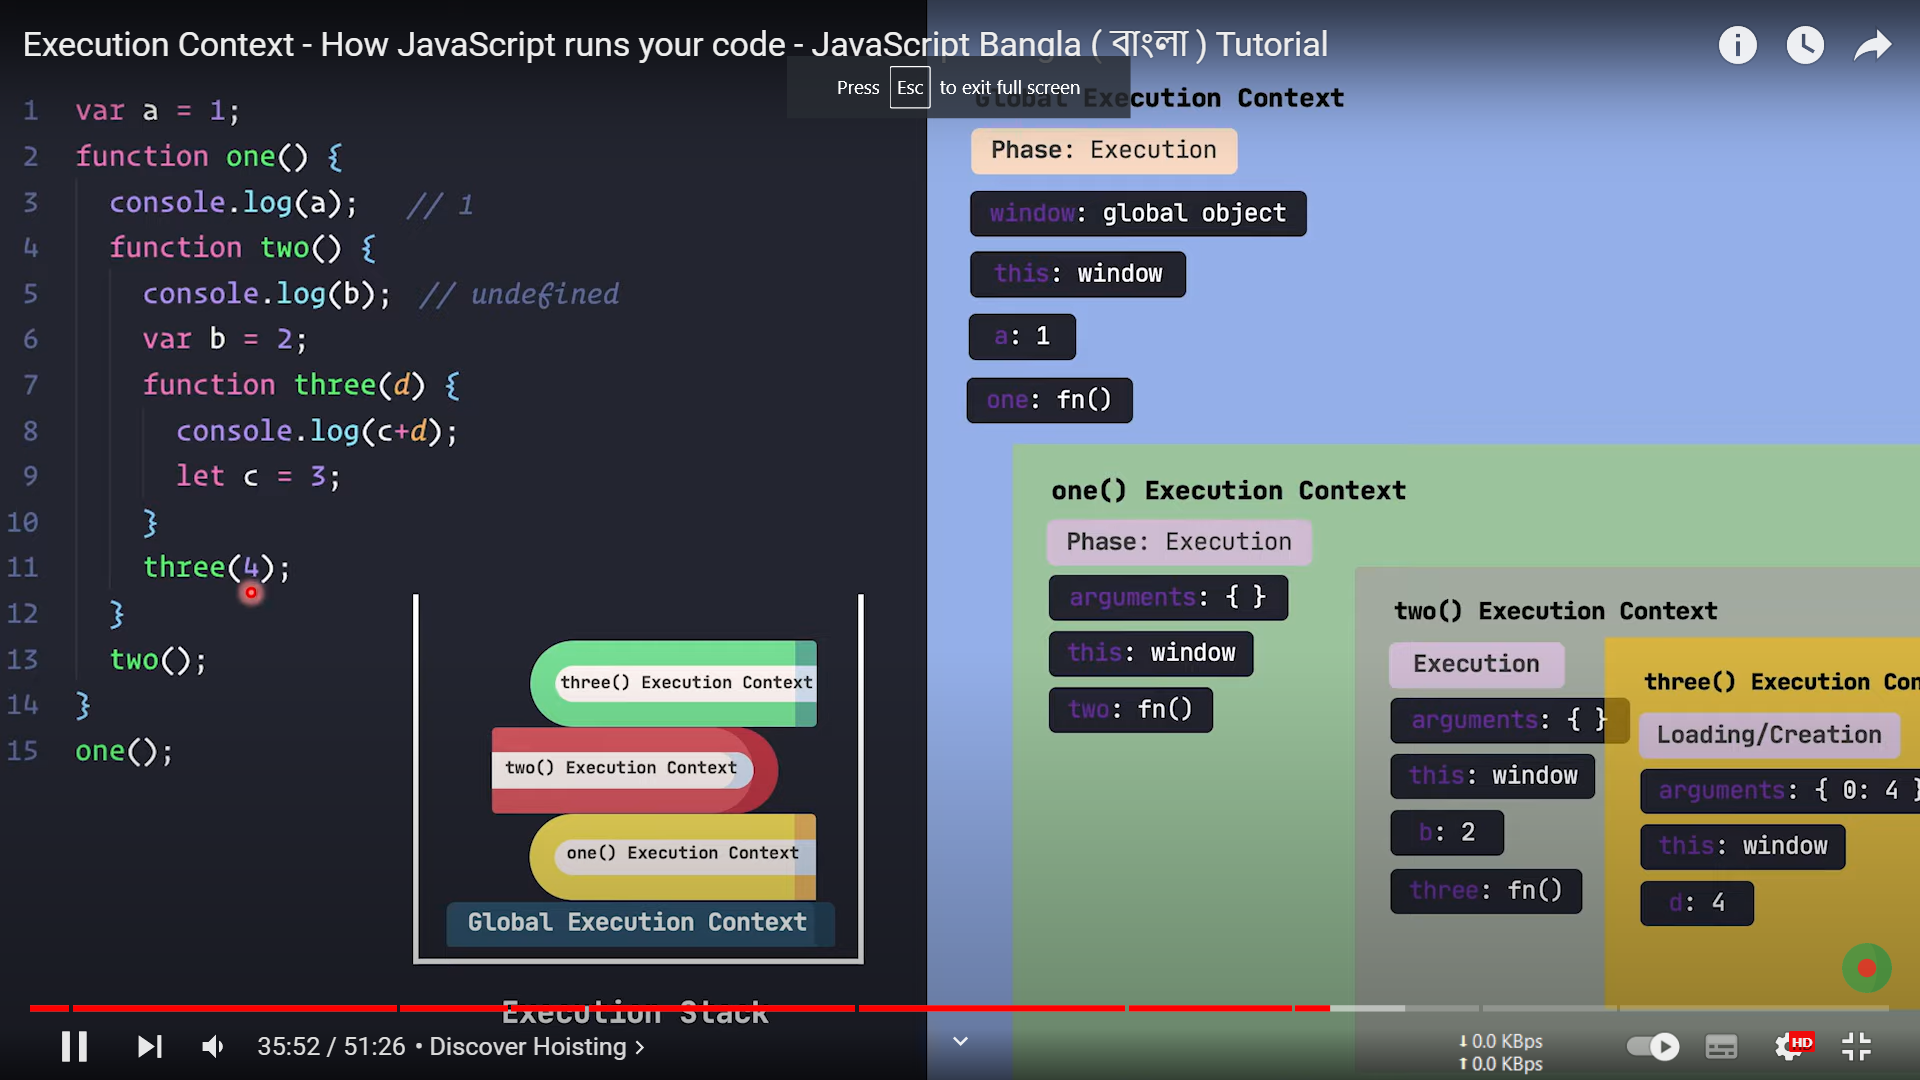 Execution Context - How JavaScript runs your code - JavaScript Bangla ( বাংলা ) Tutorial
Press Esc to exit full screen
1 var a = 1;
2 function one() {
3 console.log(a); // 1
4 function two() {
5 console.log(b); // undefined
6 var b = 2;
7 function three(d) {
8 console.log(c+d);
9 let c = 3;
10 }
11 three(4);
12 }
13 two();
14 }
15 one();
three() Execution Context
two() Execution Context
one() Execution Context
Global Execution Context
Execution Stack
Global Execution Context
Phase: Execution
window: global object
this: window
a: 1
one: fn()
one() Execution Context
Phase: Execution
arguments: { }
this: window
two: fn()
two() Execution Context
Execution
arguments: { }
this: window
b: 2
three: fn()
three() Execution Con
Loading/Creation
arguments: { 0: 4 }
this: window
d: 4
35:52 / 51:26 • Discover Hoisting >
0.0 KBps
0.0 KBps
HD